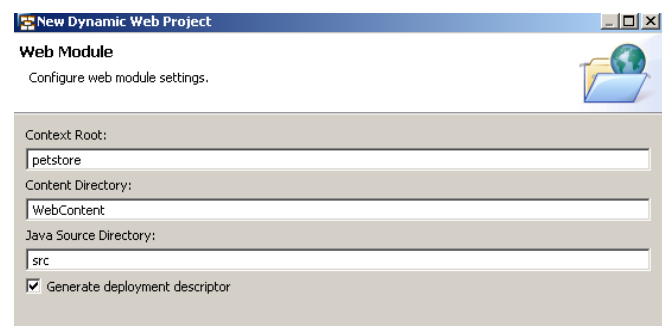 New Dynamic Web Project
Web Module
Configure web module settings.
Context Root:
petstore
Content Directory:
WebContent
Java Source Directory:
src
Generate deployment descriptor